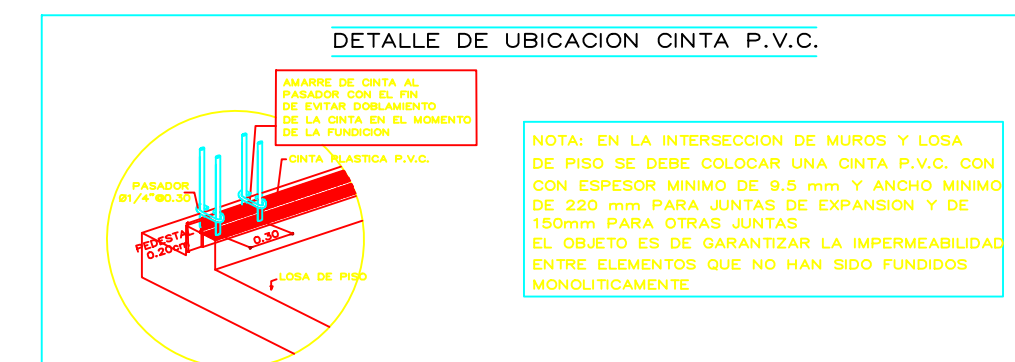 DETALLE DE UBICACION CINTA P.V.C.
AMARRE DE CINTA AL
PASADOR CON EL FIN
DE EVITAR DOBLAMIENTO
DE LA CINTA EN EL MOMENTO
DE LA FUNDICION
CINTA PLASTICA P.V.C.
PASADOR
Ø1/4"@0.30
PEDESTAL
0.20cm
0.30
LOSA DE PISO
NOTA: EN LA INTERSECCION DE MUROS Y LOSA
DE PISO SE DEBE COLOCAR UNA CINTA P.V.C. CON
CON ESPESOR MINIMO DE 9.5 mm Y ANCHO MINIMO
DE 220 mm PARA JUNTAS DE EXPANSION Y DE
150mm PARA OTRAS JUNTAS
EL OBJETO ES DE GARANTIZAR LA IMPERMEABILIDAD
ENTRE ELEMENTOS QUE NO HAN SIDO FUNDIDOS
MONOLITICAMENTE